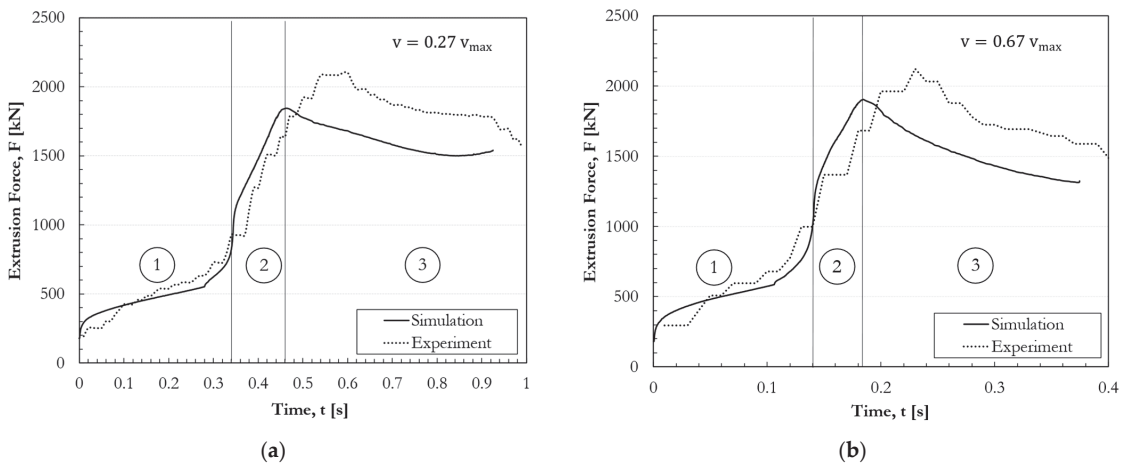 v = 0.27 v_max
Extrusion Force, F [kN]
2500
2000
1500
1000
500
0
1
2
3
Simulation
Experiment
0 0.1 0.2 0.3 0.4 0.5 0.6 0.7 0.8 0.9 1
Time, t [s]
(a)
v = 0.67 v_max
Extrusion Force, F [kN]
2500
2000
1500
1000
500
0
1
2
3
Simulation
Experiment
0 0.1 0.2 0.3 0.4
Time, t [s]
(b)